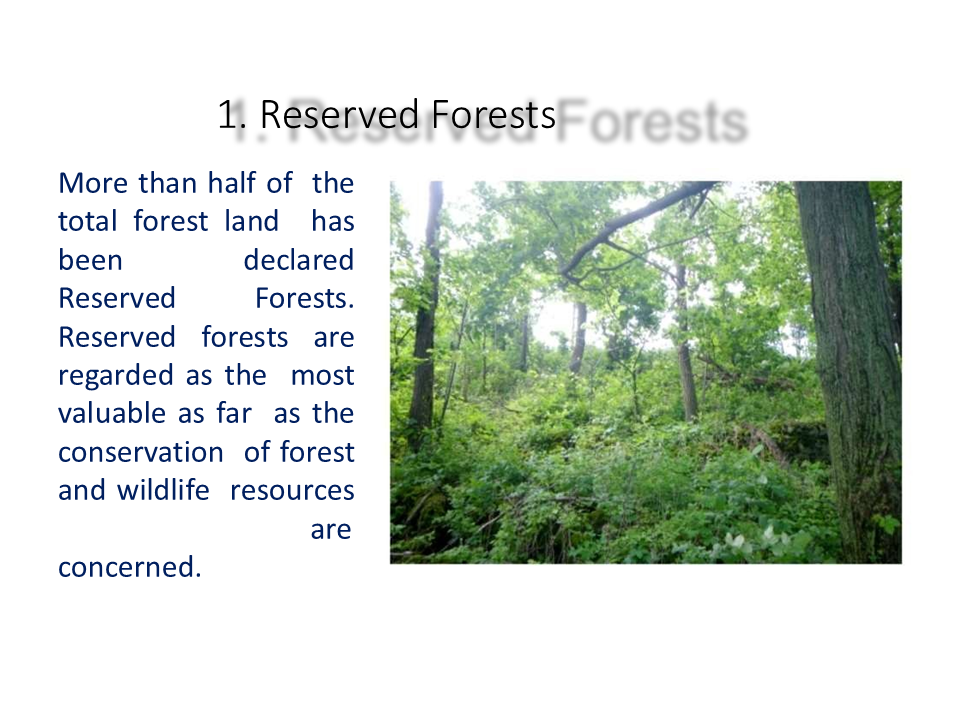 1. Reserved Forests
More than half of the
total forest land has
been declared
Reserved Forests.
Reserved forests are
regarded as the most
valuable as far as the
conservation of forest
and wildlife resources
are
concerned.